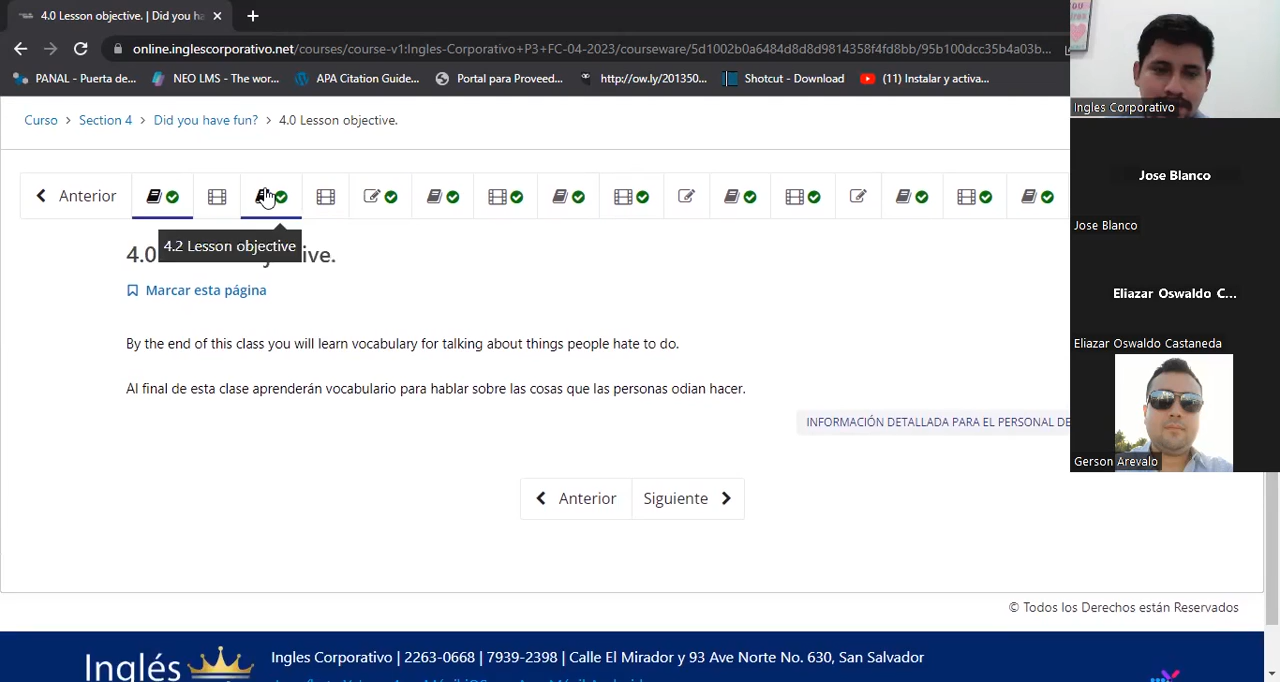 4.0 Lesson objective. | Did you ha
online.inglescorporativo.net/courses/course-v1:Ingles-Corporativo+P3+FC-04-2023/courseware/5d1002b0a6484d8d8d9814358f4fd8bb/95b100dcc35b4a03b...
PANAL - Puerta de...
NEO LMS - The wor...
APA Citation Guide...
Portal para Proveed...
http://ow.ly/201350...
Shotcut - Download
(11) Instalar y activa...
Ingles Corporativo
Curso > Section 4 > Did you have fun? > 4.0 Lesson objective.
Anterior
Jose Blanco
Jose Blanco
4.2 Lesson objective
4.0
ive.
Marcar esta página
Eliazar Oswaldo C...
Eliazar Oswaldo Castaneda
By the end of this class you will learn vocabulary for talking about things people hate to do.
Al final de esta clase aprenderán vocabulario para hablar sobre las cosas que las personas odian hacer.
INFORMACIÓN DETALLADA PARA EL PERSONAL DE
Gerson Arevalo
Anterior
Siguiente
© Todos los Derechos están Reservados
Inglés
Ingles Corporativo | 2263-0668 | 7939-2398 | Calle El Mirador y 93 Ave Norte No. 630, San Salvador